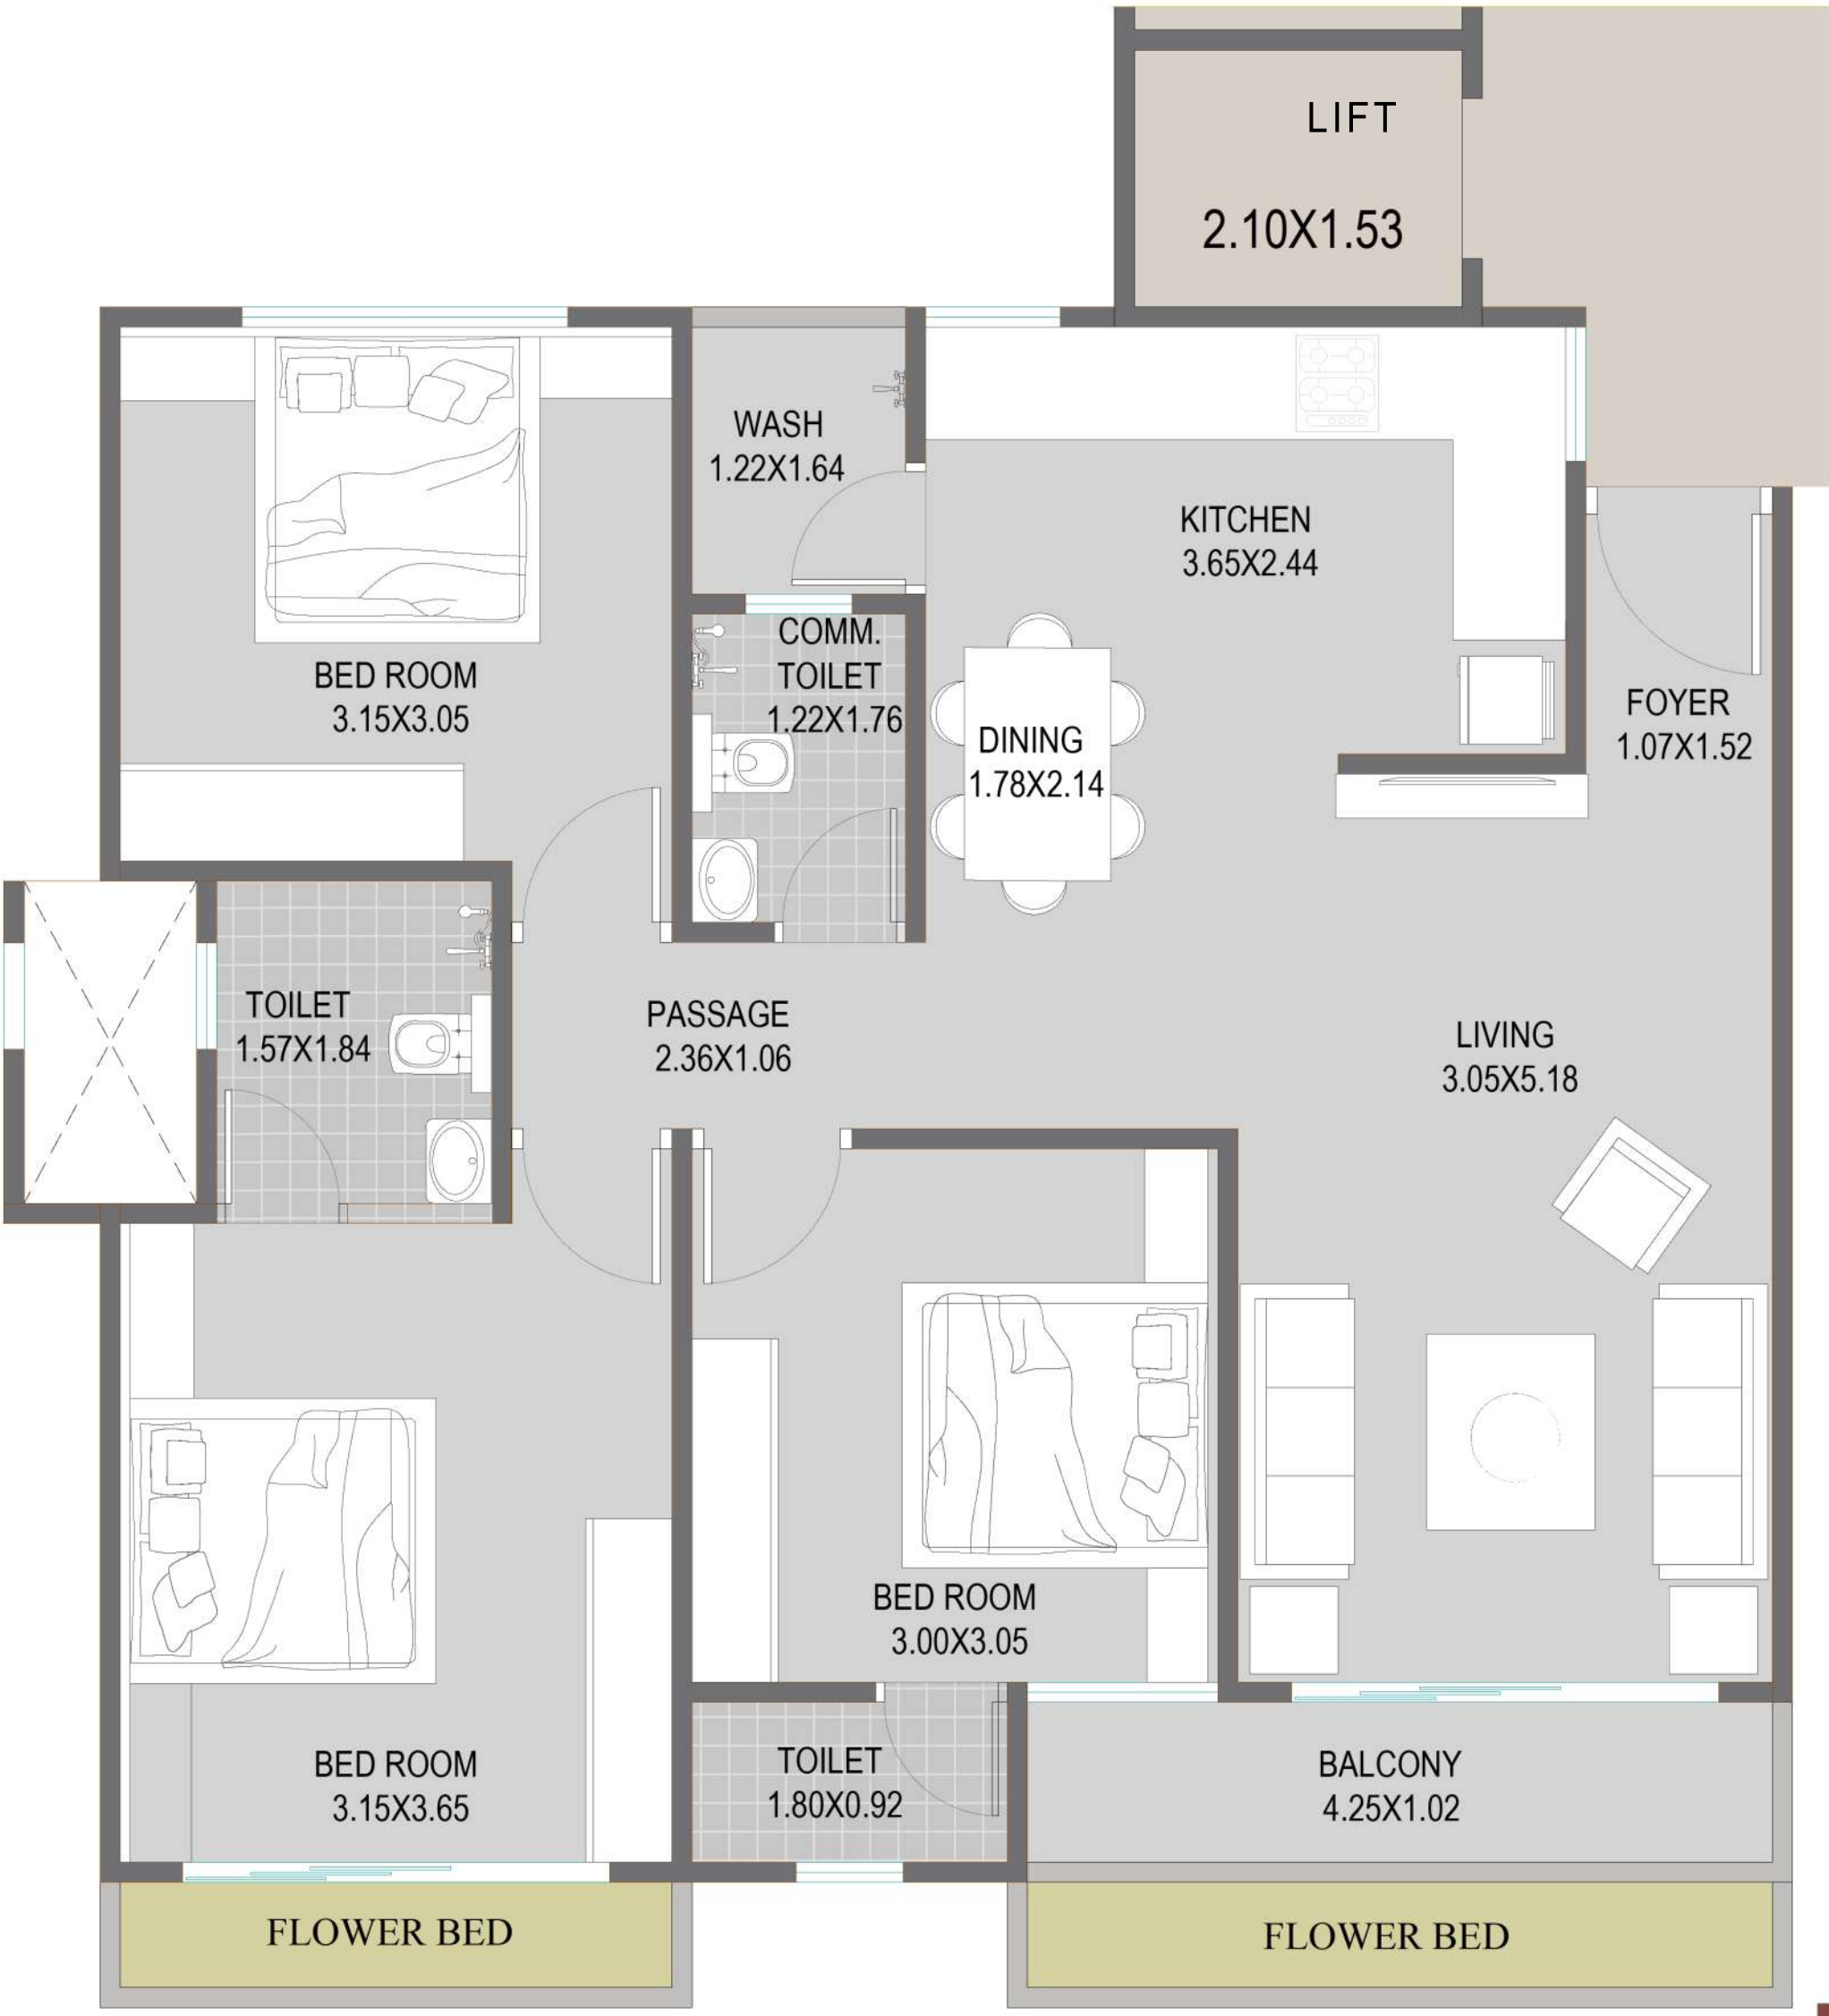 LIFT
2.10X1.53
WASH
1.22X1.64
KITCHEN
3.65X2.44
COMM.
TOILET
1.22X1.76
BED ROOM
3.15X3.05
DINING
1.78X2.14
FOYER
1.07X1.52
TOILET
1.57X1.84
PASSAGE
2.36X1.06
LIVING
3.05X5.18
BED ROOM
3.00X3.05
BED ROOM
3.15X3.65
TOILET
1.80X0.92
BALCONY
4.25X1.02
FLOWER BED
FLOWER BED